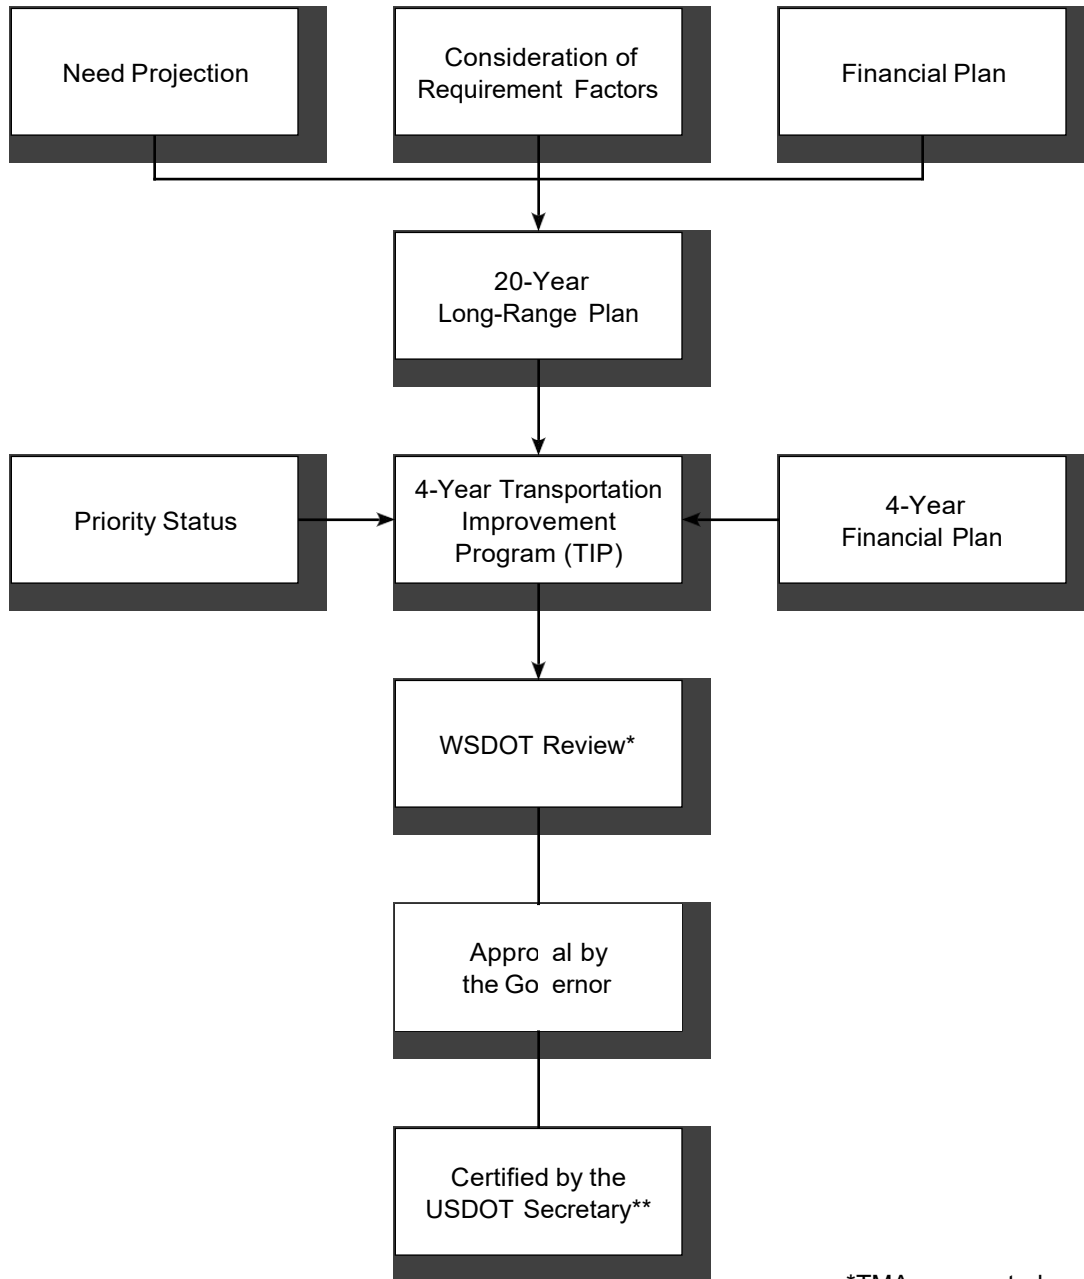 Need Projection
Consideration of
Requirement Factors
Financial Plan
20-Year
Long-Range Plan
Priority Status
4-Year Transportation
Improvement
Program (TIP)
4-Year
Financial Plan
WSDOT Review*
Appro al by
the Go ernor
Certified by the
USDOT Secretary**